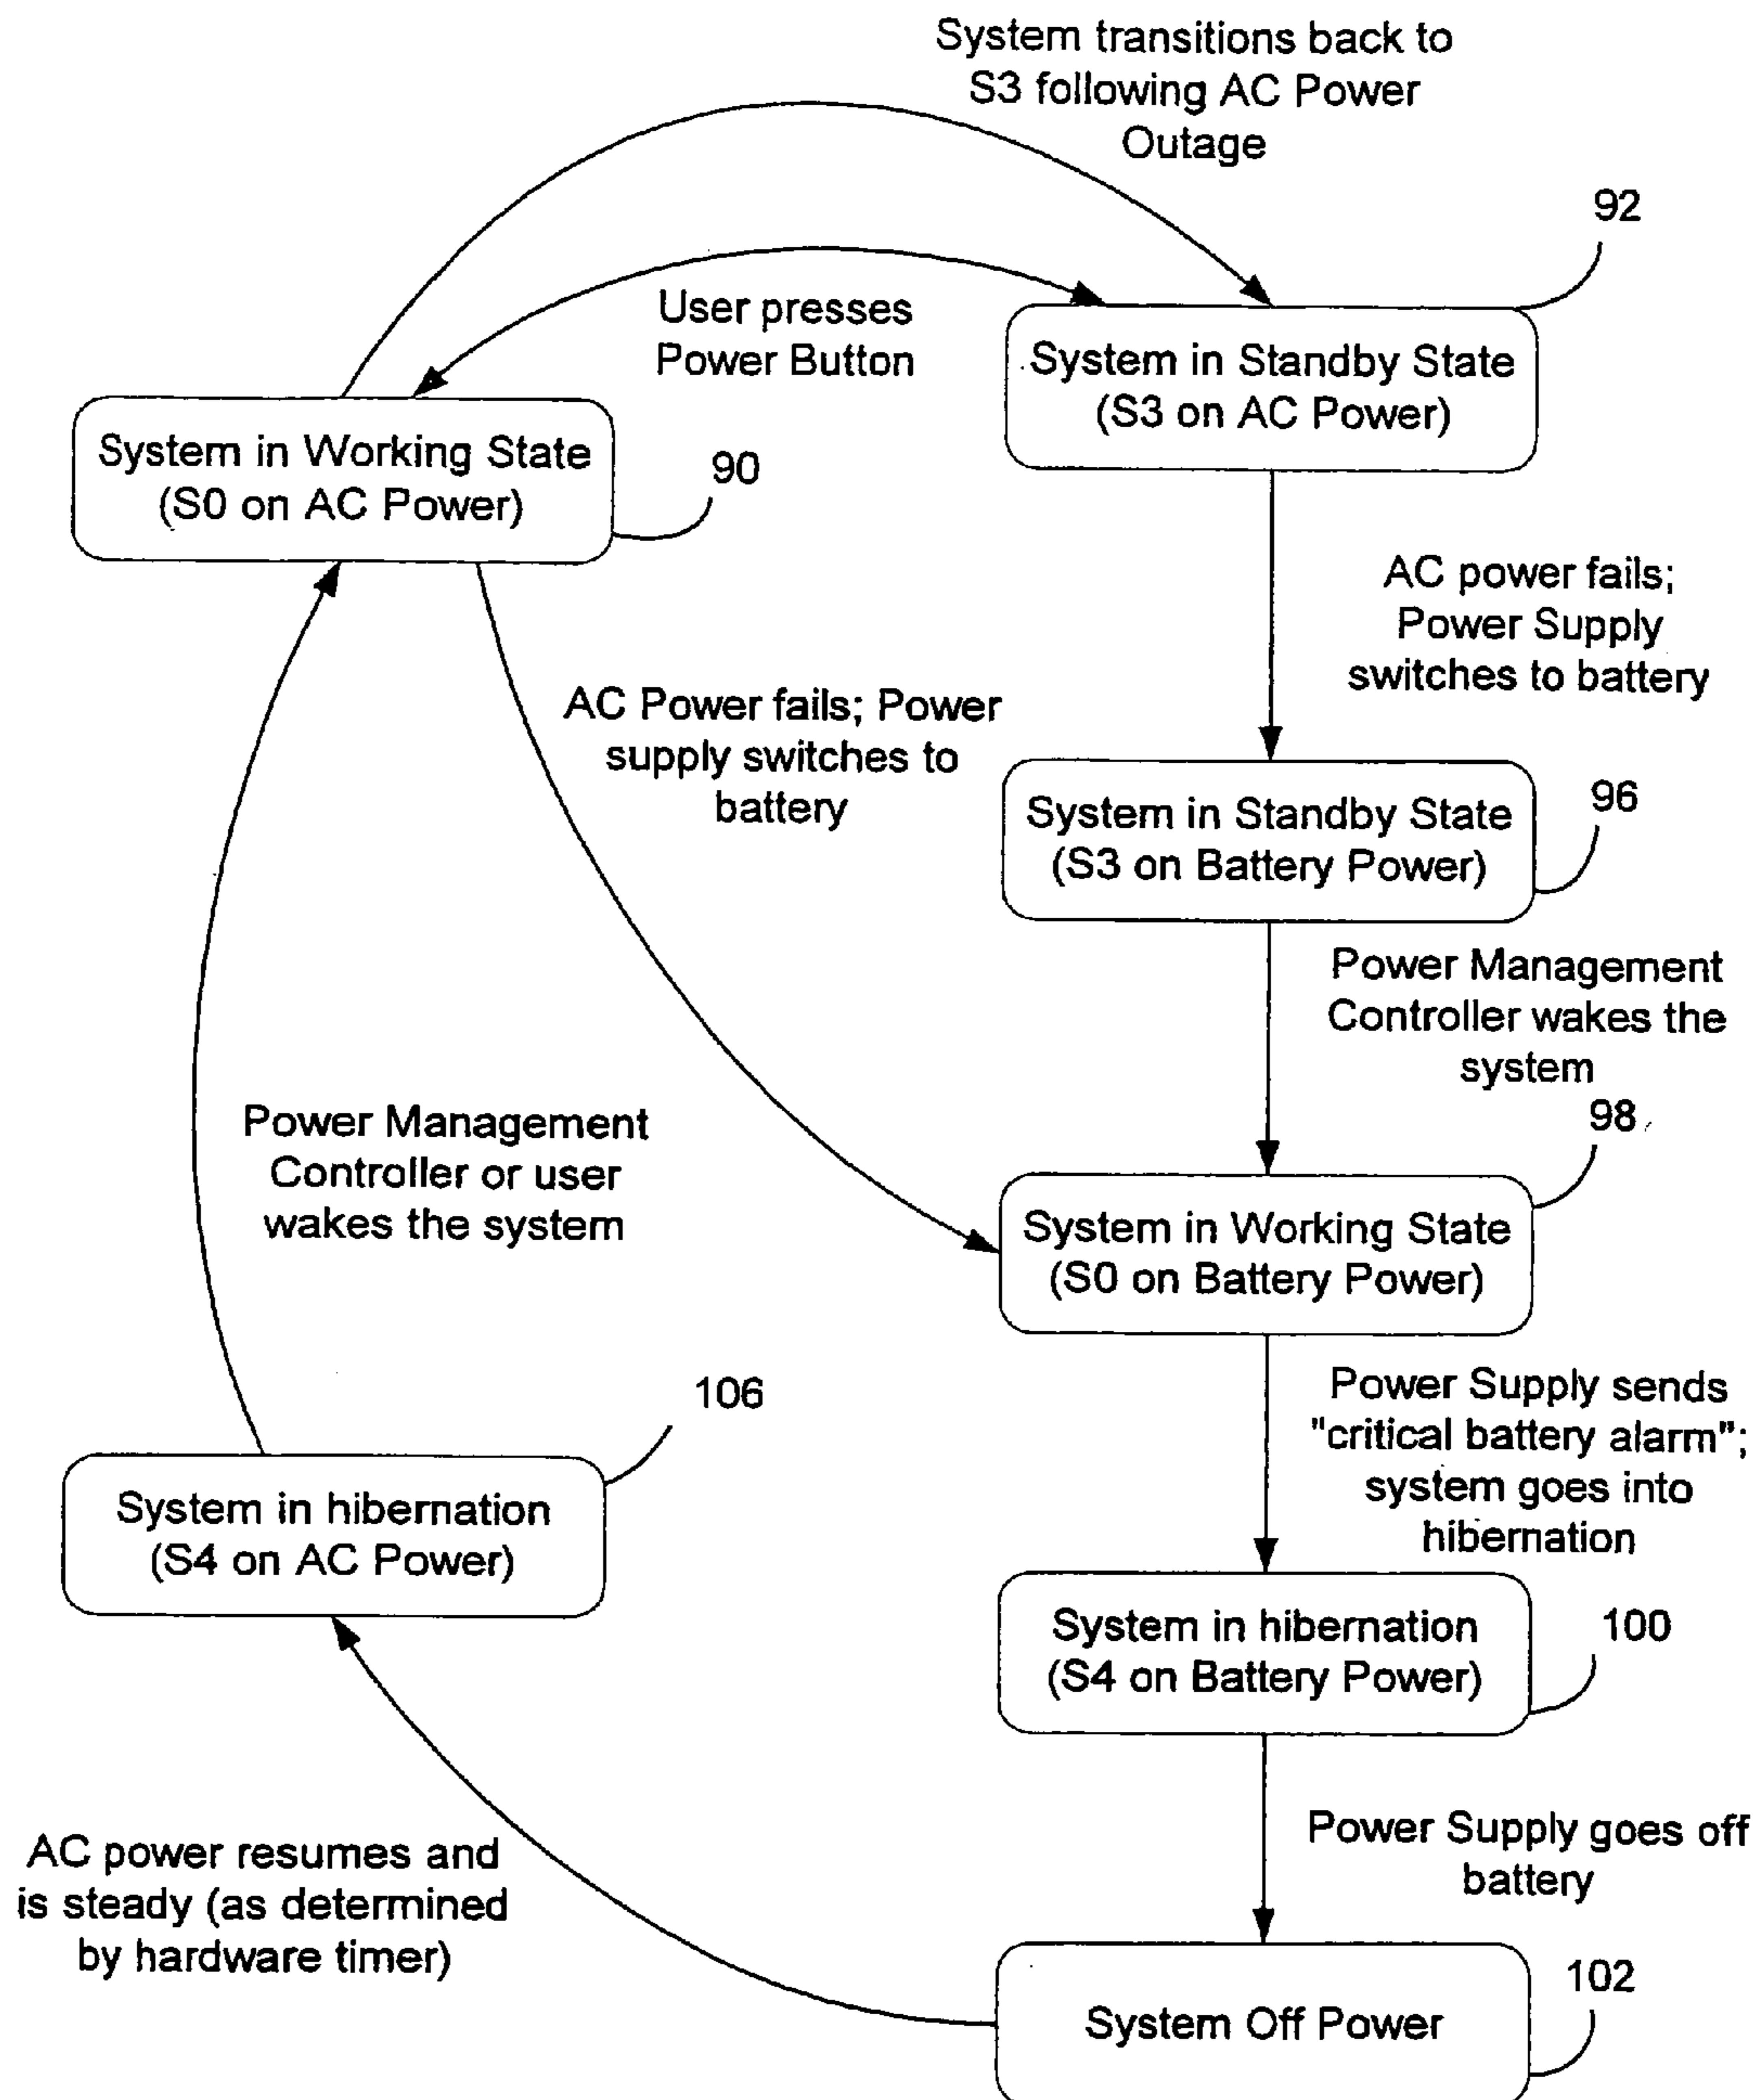 System transitions back to
S3 following AC Power
Outage
92
User presses
Power Button
System in Standby State
(S3 on AC Power)
System in Working State
(S0 on AC Power)
90
AC power fails;
Power Supply
switches to battery
AC Power fails; Power
supply switches to
battery
96
System in Standby State
(S3 on Battery Power)
Power Management
Controller wakes the
system
98
Power Management
Controller or user
wakes the system
System in Working State
(S0 on Battery Power)
Power Supply sends
"critical battery alarm";
system goes into
hibernation
106
System in hibernation
(S4 on AC Power)
100
System in hibernation
(S4 on Battery Power)
Power Supply goes off
battery
AC power resumes and
is steady (as determined
by hardware timer)
102
System Off Power